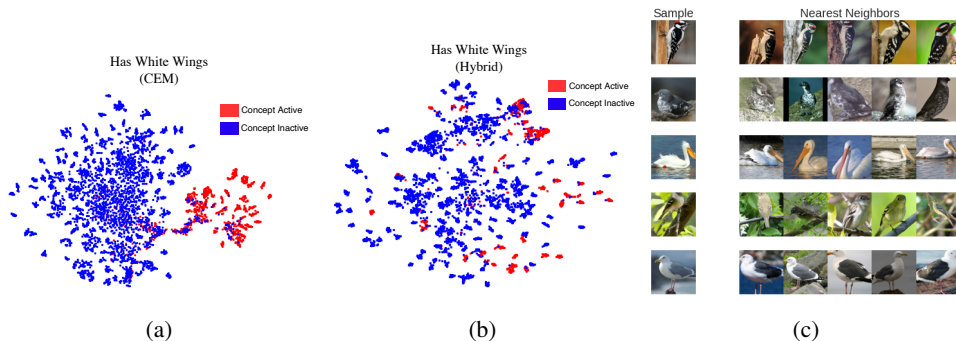 Has White Wings
(CEM)
Concept Active
Concept Inactive
(a)
Has White Wings
(Hybrid)
Concept Active
Concept Inactive
(b)
Sample
Nearest Neighbors
(c)